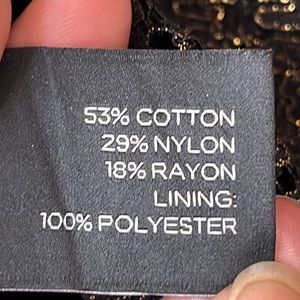 53% COTTON
29% NYLON
18% RAYON
LINING:
100% POLYESTER